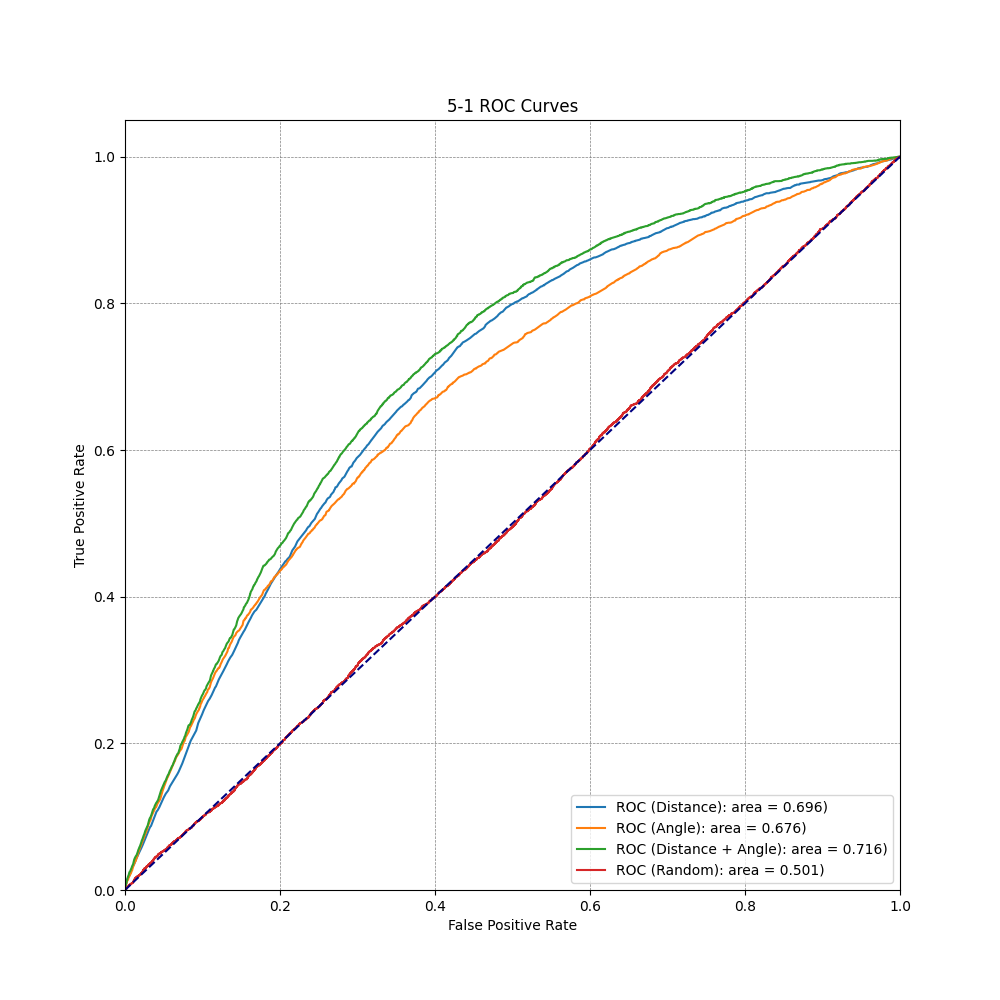 5-1 ROC Curves
True Positive Rate
1.0
0.8
0.6
0.4
0.2
0.0
0.0 0.2 0.4 0.6 0.8 1.0
False Positive Rate
ROC (Distance): area = 0.696)
ROC (Angle): area = 0.676)
ROC (Distance + Angle): area = 0.716)
ROC (Random): area = 0.501)